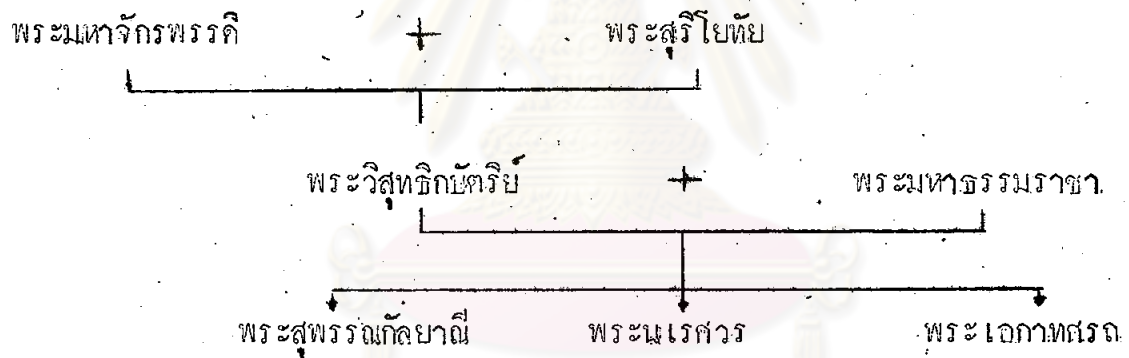 พระมหาจักรพรรดิ + พระสุริโยทัย
พระวิสุทธิกษัตริย์ + พระมหาธรรมราชา.
พระสุพรรณกัลยาณี พระนเรศวร พระเอกาทศรถ